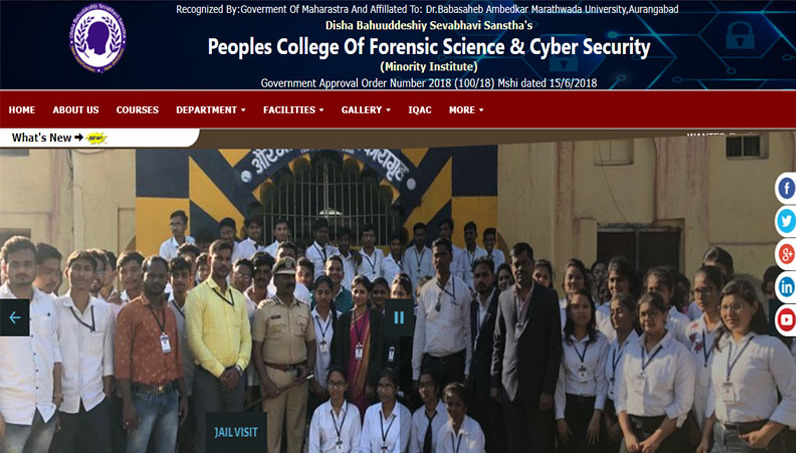 Recognized By:Goverment Of Maharastra And Affilated To: Dr.Babasaheb Ambedkar Marathwada University,Aurangabad
Disha Bahuuddeshiy Sevabhavi Sanstha's
Peoples College Of Forensic Science & Cyber Security
(Minority Institute)
Government Approval Order Number 2018 (100/18) Mshi dated 15/6/2018
HOME ABOUT US COURSES DEPARTMENT FACILITIES GALLERY IQAC MORE
What's New NEW!
JAIL VISIT